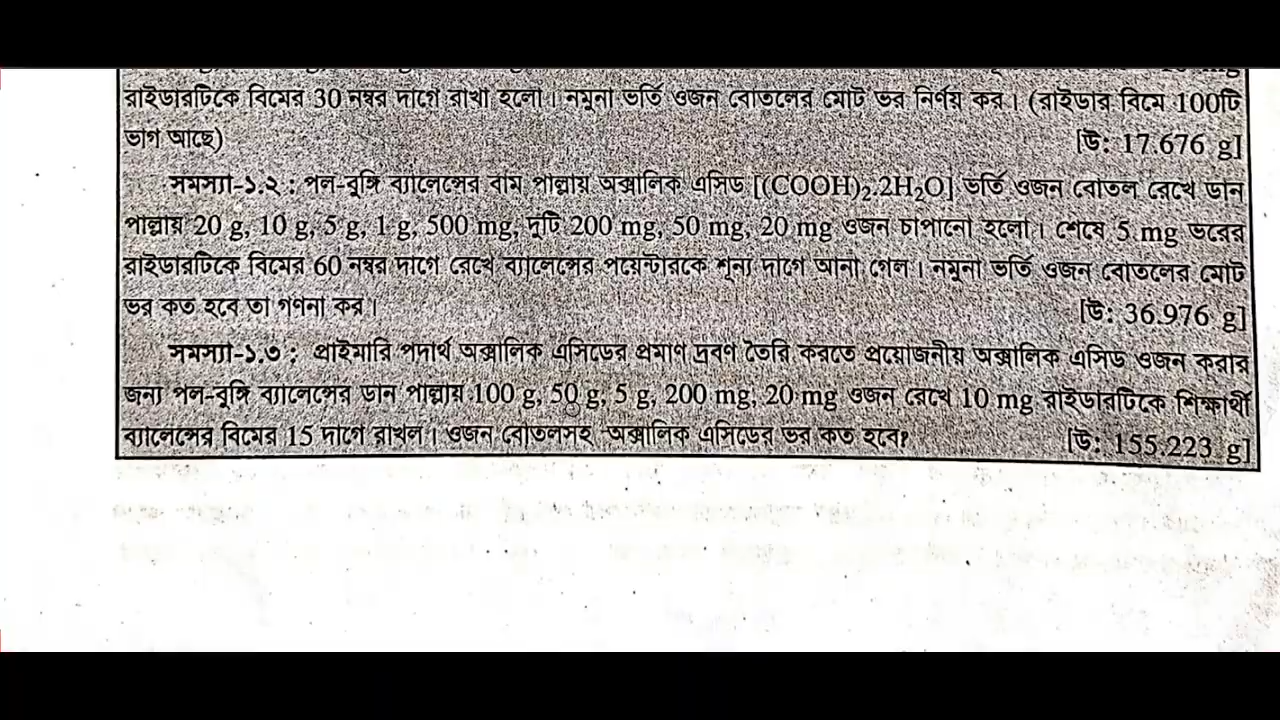 রাইডারটিকে বিমের 30 নম্বর দাগে রাখা হলো। নমুনা ভর্তি ওজন বোতলের মোট ভর নির্ণয় কর। (রাইডার বিমে 100টি
ভাগ আছে) [উ: 17.676 g]
সমস্যা-১.২ : পল-বুঙ্গি ব্যালেন্সের বাম পাল্লায় অক্সালিক এসিড [(COOH)₂.2H₂O] ভর্তি ওজন বোতল রেখে ডান
পাল্লায় 20 g, 10 g, 5 g, 1 g, 500 mg, দুটি 200 mg, 50 mg, 20 mg ওজন চাপানো হলো। শেষে 5 mg ভরের
রাইডারটিকে বিমের 60 নম্বর দাগে রেখে ব্যালেন্সের পয়েন্টারকে শূন্য দাগে আনা গেল। নমুনা ভর্তি ওজন বোতলের মোট
ভর কত হবে তা গণনা কর। [উ: 36.976 g]
সমস্যা-১.৩ : প্রাইমারি পদার্থ অক্সালিক এসিডের প্রমাণ দ্রবণ তৈরি করতে প্রয়োজনীয় অক্সালিক এসিড ওজন করার
জন্য পল-বুঙ্গি ব্যালেন্সের ডান পাল্লায় 100 g, 50 g, 5 g, 200 mg, 20 mg ওজন রেখে 10 mg রাইডারটিকে শিক্ষার্থী
ব্যালেন্সের বিমের 15 দাগে রাখল। ওজন বোতলসহ অক্সালিক এসিডের ভর কত হবে? [উ: 155.223 g]